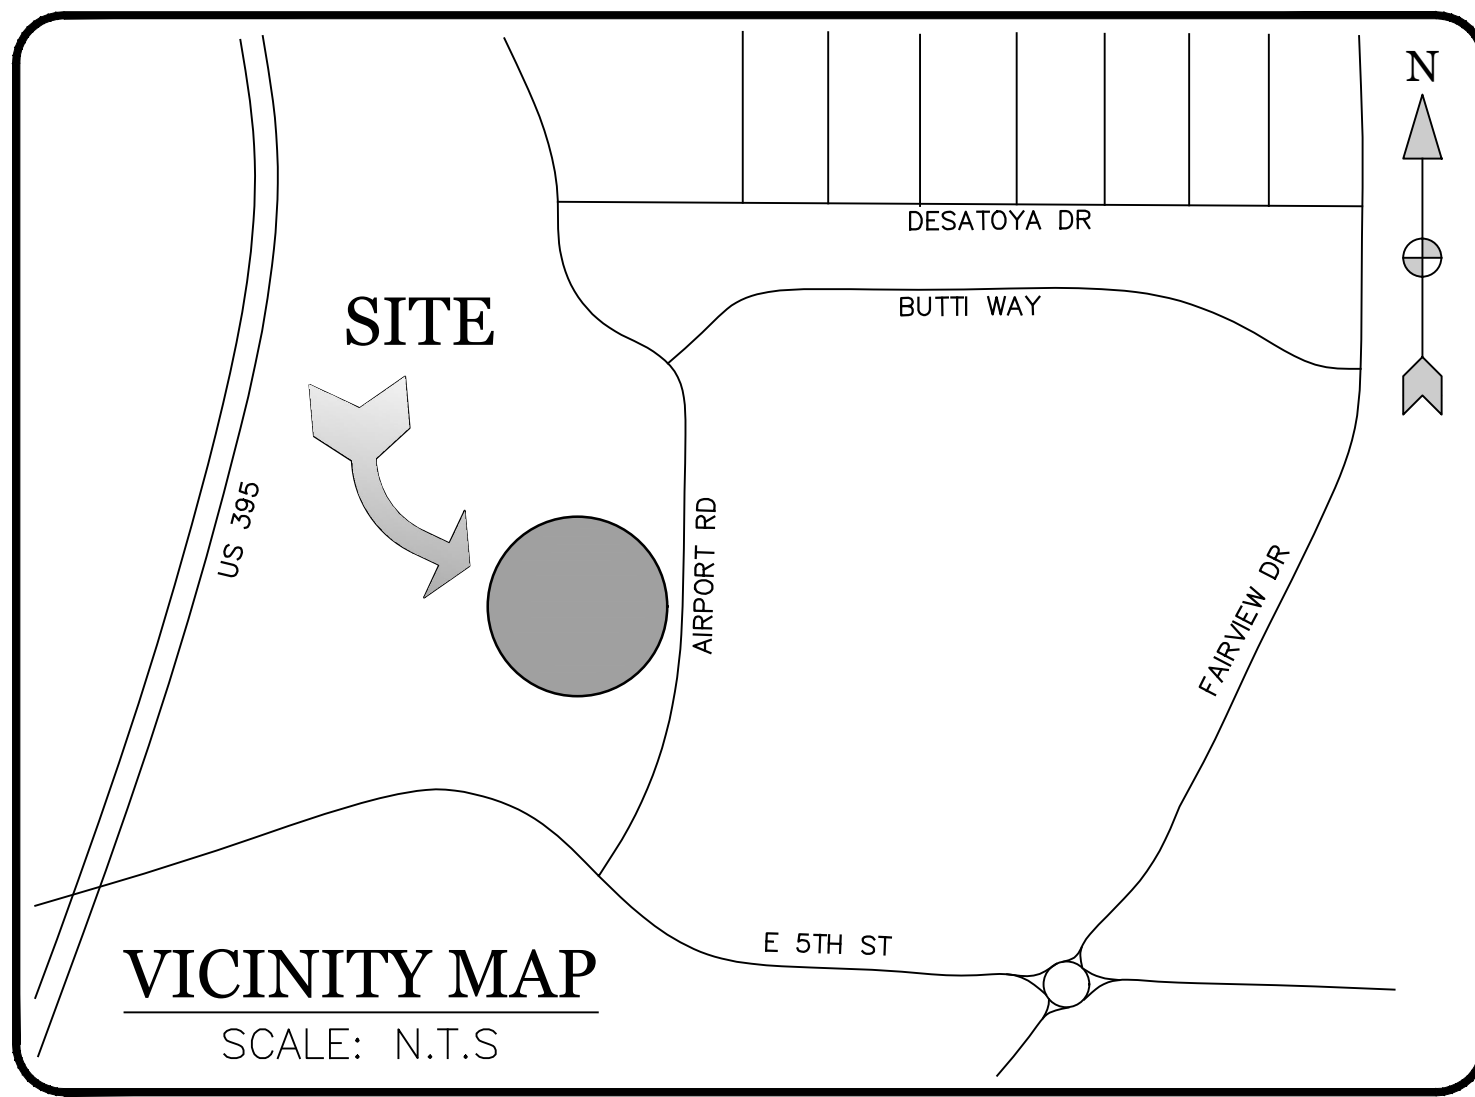 N
DESATOYA DR
BUTTI WAY
SITE
US 395
AIRPORT RD
FAIRVIEW DR
E 5TH ST
VICINITY MAP
SCALE: N.T.S